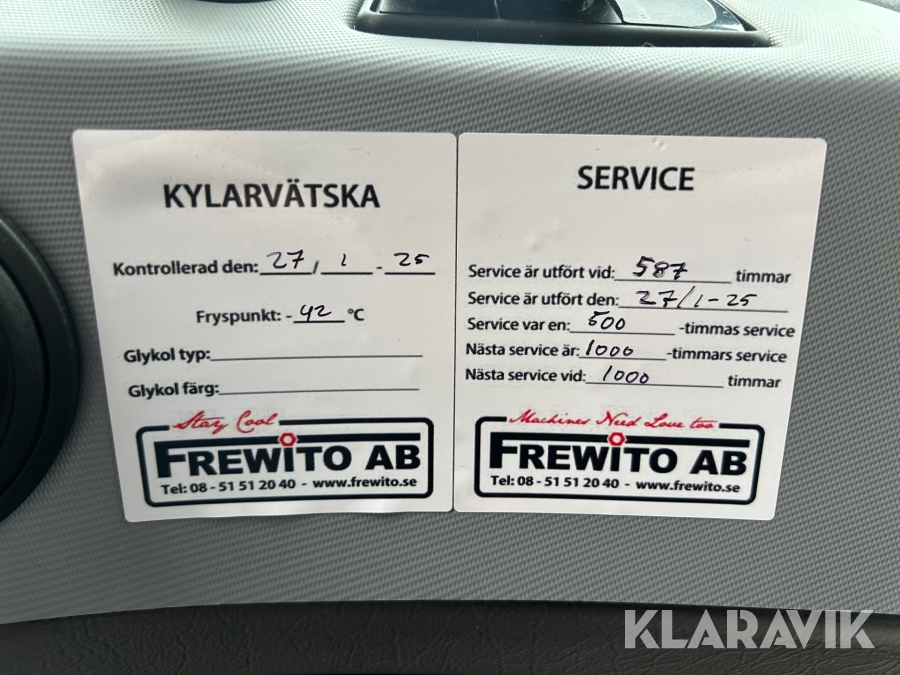 KYLARVÄTSKA
Kontrollerad den: 27 / 1 - 25
Fryspunkt: - 42 °C
Glykol typ:
Glykol färg:
Stay Cool
FREWITO AB
Tel: 08 - 51 51 20 40 - www.frewito.se
SERVICE
Service är utfört vid: 587 timmar
Service är utfört den: 27/1-25
Service var en: 500 -timmas service
Nästa service är: 1000 -timmars service
Nästa service vid: 1000 timmar
Machines Need Love too
FREWITO AB
Tel: 08 - 51 51 20 40 - www.frewito.se
KLARAVIK